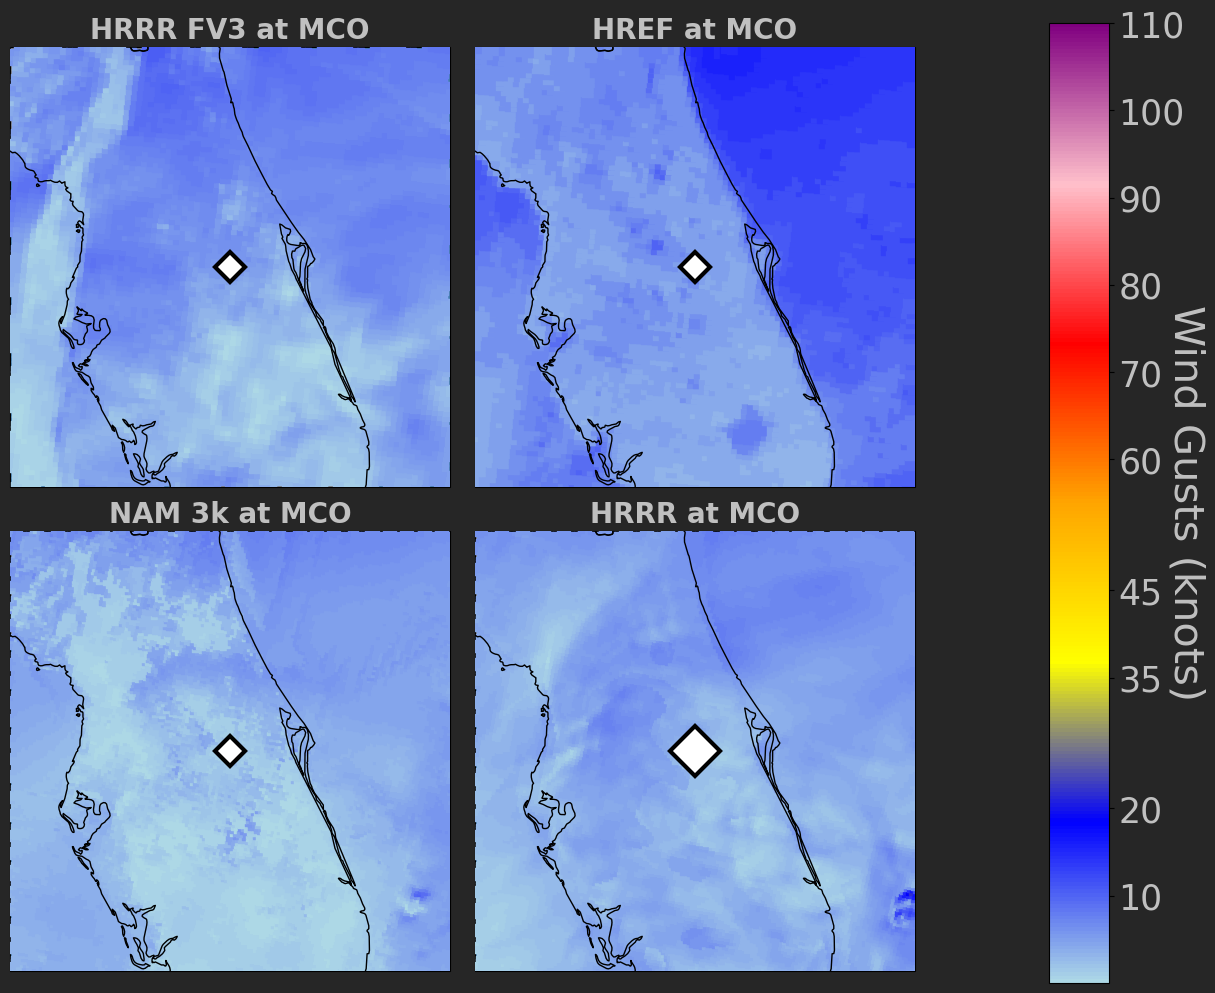 HRRR FV3 at MCO
HREF at MCO
NAM 3k at MCO
HRRR at MCO
110
100
90
80
70
60
45
35
20
10
Wind Gusts (knots)